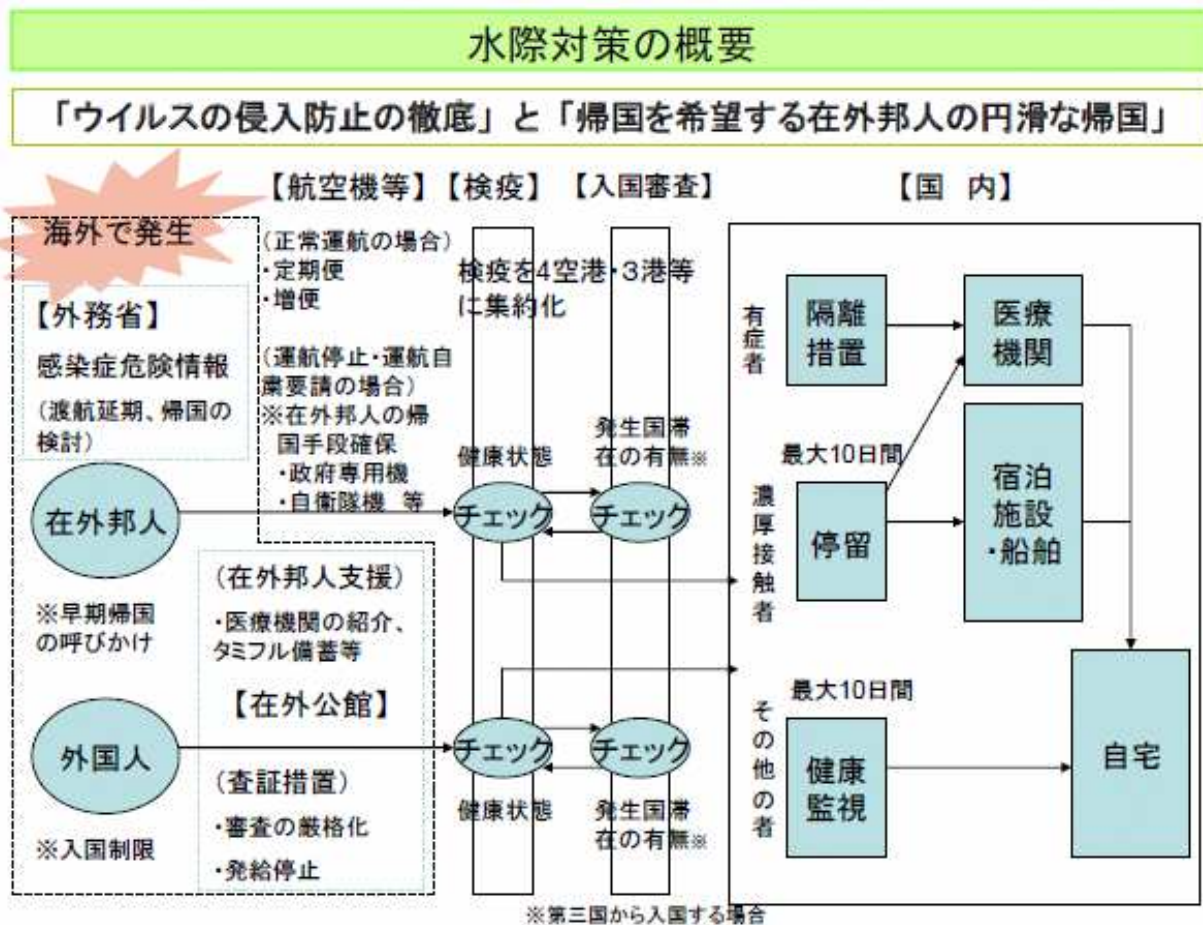 水際対策の概要
「ウイルスの侵入防止の徹底」と「帰国を希望する在外邦人の円滑な帰国」
海外で発生
【外務省】
感染症危険情報
（渡航延期、帰国の
検討）
在外邦人
※早期帰国
の呼びかけ
外国人
※入国制限
【航空機等】
（正常運航の場合）
・定期便
・増便
（運航停止・運航自
粛要請の場合）
※在外邦人の帰
国手段確保
・政府専用機
・自衛隊機 等
（在外邦人支援）
・医療機関の紹介、
タミフル備蓄等
【在外公館】
（査証措置）
・審査の厳格化
・発給停止
【検疫】
【入国審査】
検疫を4空港・3港等
に集約化
健康状態
発生国滞
在の有無※
チェック
チェック
チェック
チェック
健康状態
発生国滞
在の有無※
※第三国から入国する場合
【国 内】
有症者
隔離
措置
医療
機関
濃厚接触者
最大10日間
停留
宿泊
施設
・船舶
その他の者
最大10日間
健康
監視
自宅